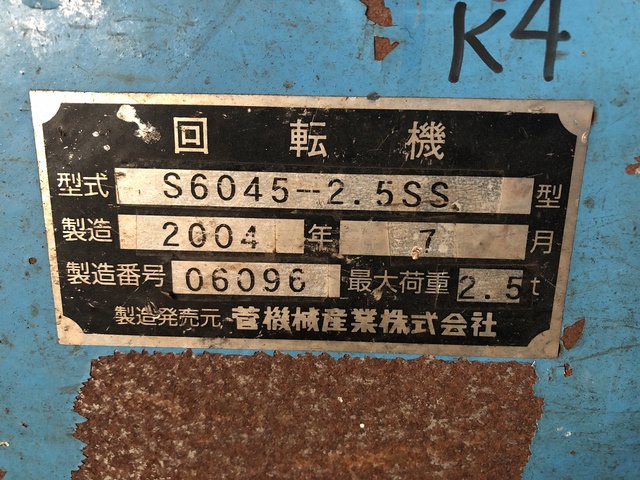 K4
回転機
型式 S6045-2.5SS 型
製造 2004 年 7 月
製造番号 06096 最大荷重 2.5t
製造発売元 菅機械産業株式会社